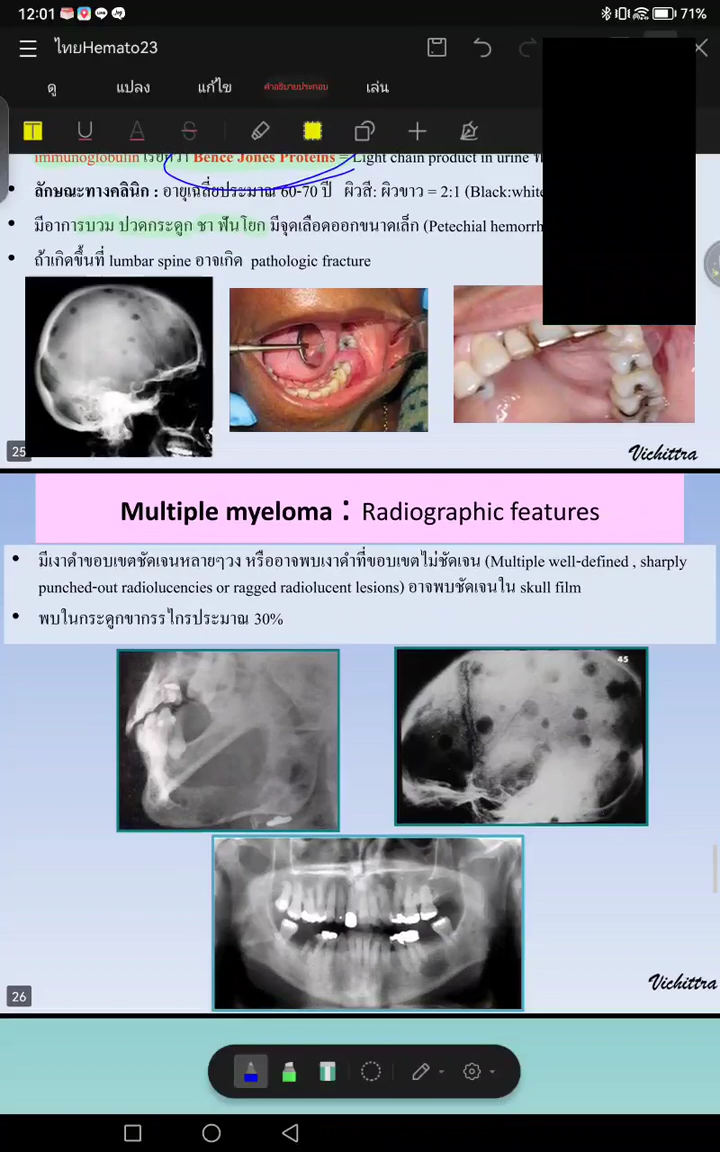 12:01
71%
ไทยHemato23
ดู แปลง แก้ไข คำอธิบายประกอบ เล่น
Immunoglobulin เรียกว่า Bence Jones Proteins = Light chain product in urine
• ลักษณะทางคลินิก : อายุเฉลี่ยประมาณ 60-70 ปี ผิวสี: ผิวขาว = 2:1 (Black:white
มีอาการบวม ปวดกระดูก ชา ฟันโยก มีจุดเลือดออกขนาดเล็ก (Petechial hemorrh
• ถ้าเกิดขึ้นที่ lumbar spine อาจเกิด pathologic fracture
25
Vichittra
Multiple myeloma : Radiographic features
• มีเงาดำขอบเขตชัดเจนหลายๆวง หรืออาจพบเงาดำที่ขอบเขตไม่ชัดเจน (Multiple well-defined , sharply
punched-out radiolucencies or ragged radiolucent lesions) อาจพบชัดเจนใน skull film
• พบในกระดูกขากรรไกรประมาณ 30%
45
26
Vichittra